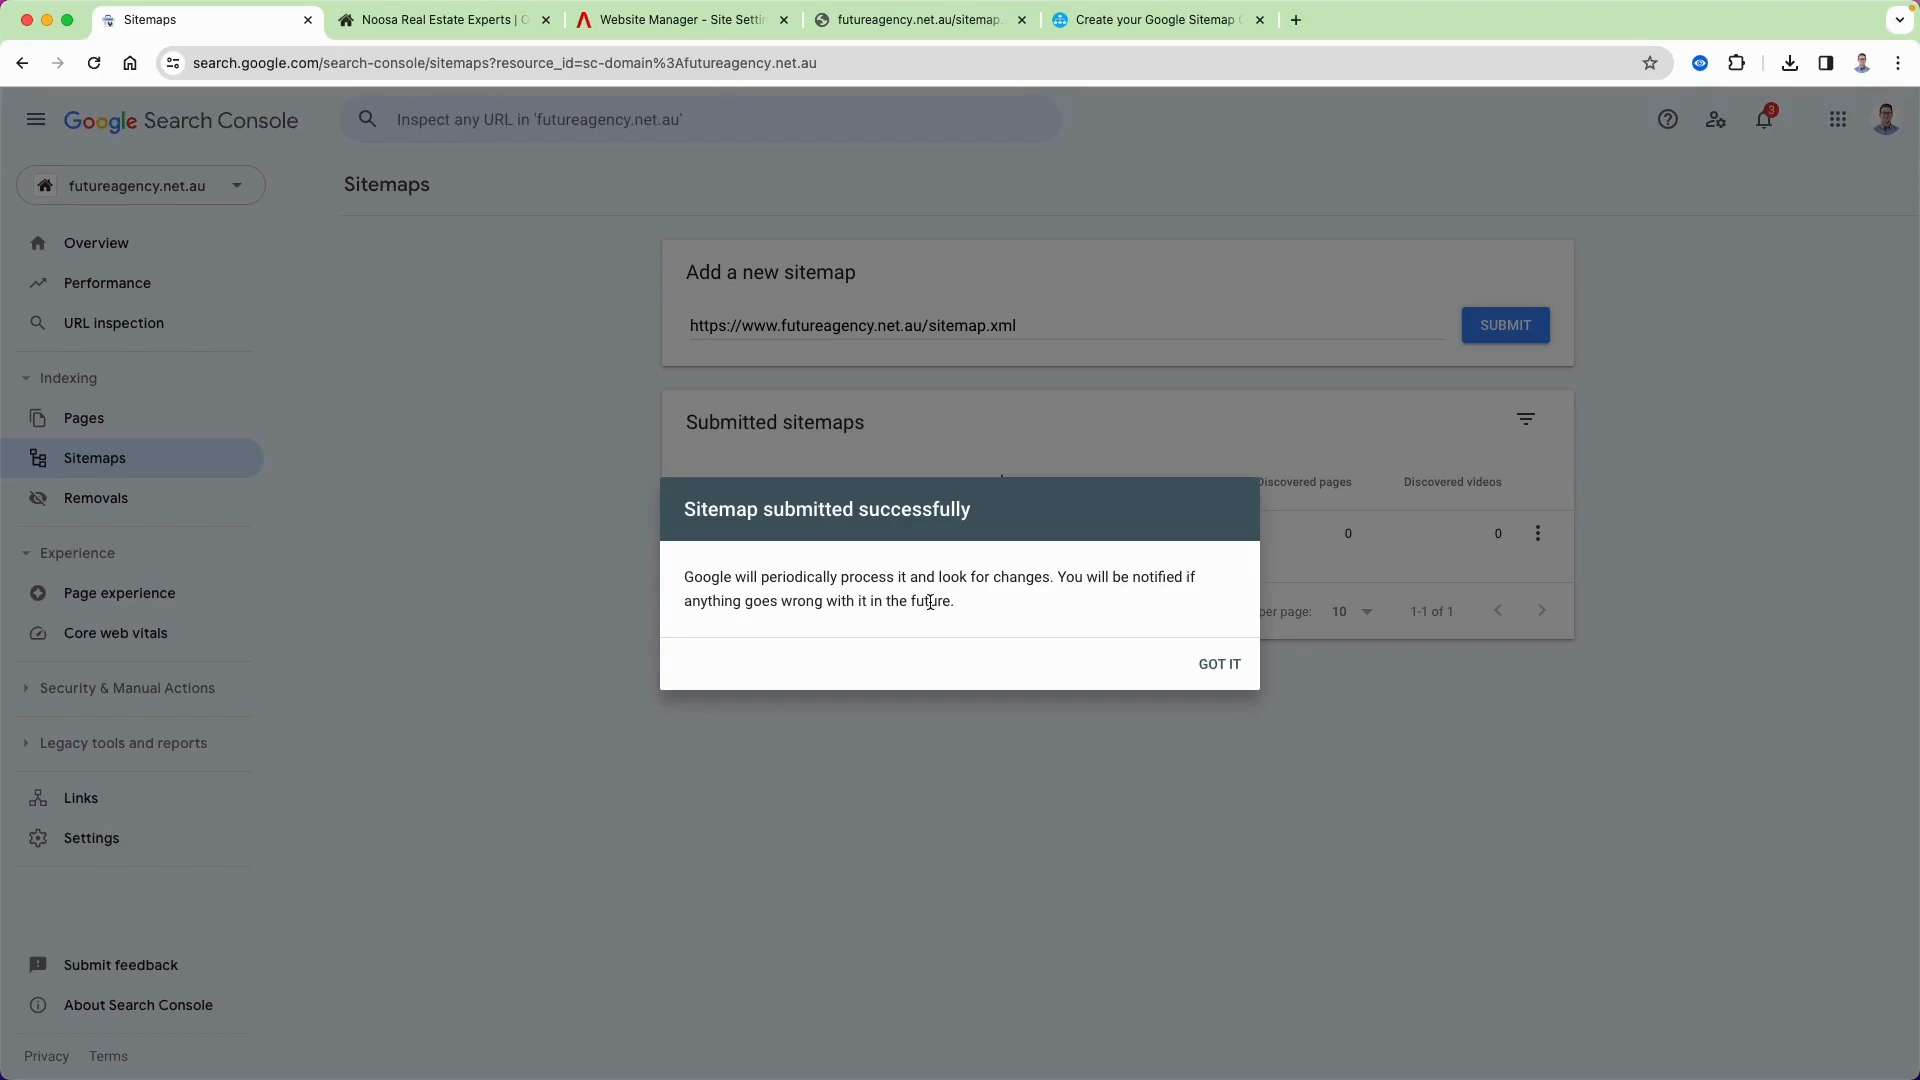 Sitemaps
Noosa Real Estate Experts | O
Website Manager - Site Settin
futureagency.net.au/sitemap.
Create your Google Sitemap
search.google.com/search-console/sitemaps?resource_id=sc-domain%3Afutureagency.net.au
Google Search Console
Inspect any URL in 'futureagency.net.au'
3
futureagency.net.au
Sitemaps
Overview
Performance
URL inspection
Indexing
Pages
Sitemaps
Removals
Experience
Page experience
Core web vitals
Security & Manual Actions
Legacy tools and reports
Links
Settings
Submit feedback
About Search Console
Privacy Terms
Add a new sitemap
https://www.futureagency.net.au/sitemap.xml
SUBMIT
Submitted sitemaps
Discovered pages Discovered videos
0 0
per page: 10 1-1 of 1
Sitemap submitted successfully
Google will periodically process it and look for changes. You will be notified if
anything goes wrong with it in the future.
GOT IT